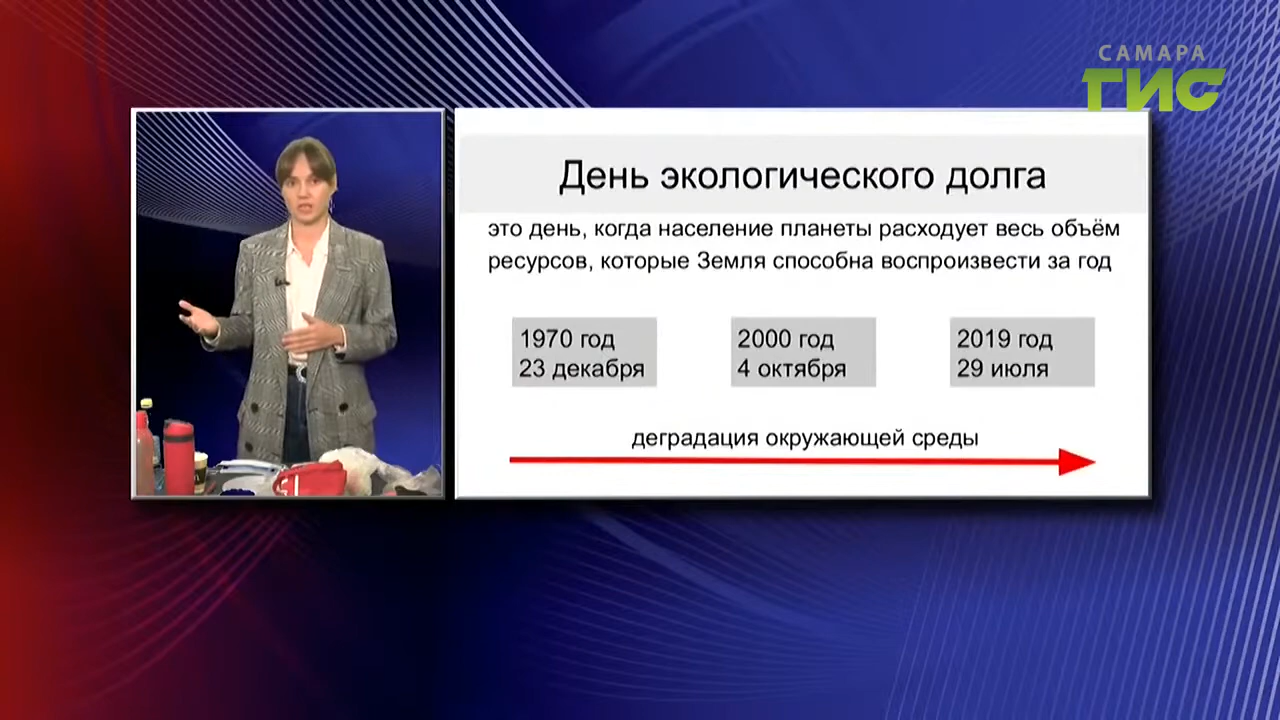 САМАРА
ГИС
День экологического долга
это день, когда население планеты расходует весь объём
ресурсов, которые Земля способна воспроизвести за год
1970 год
23 декабря
2000 год
4 октября
2019 год
29 июля
деградация окружающей среды